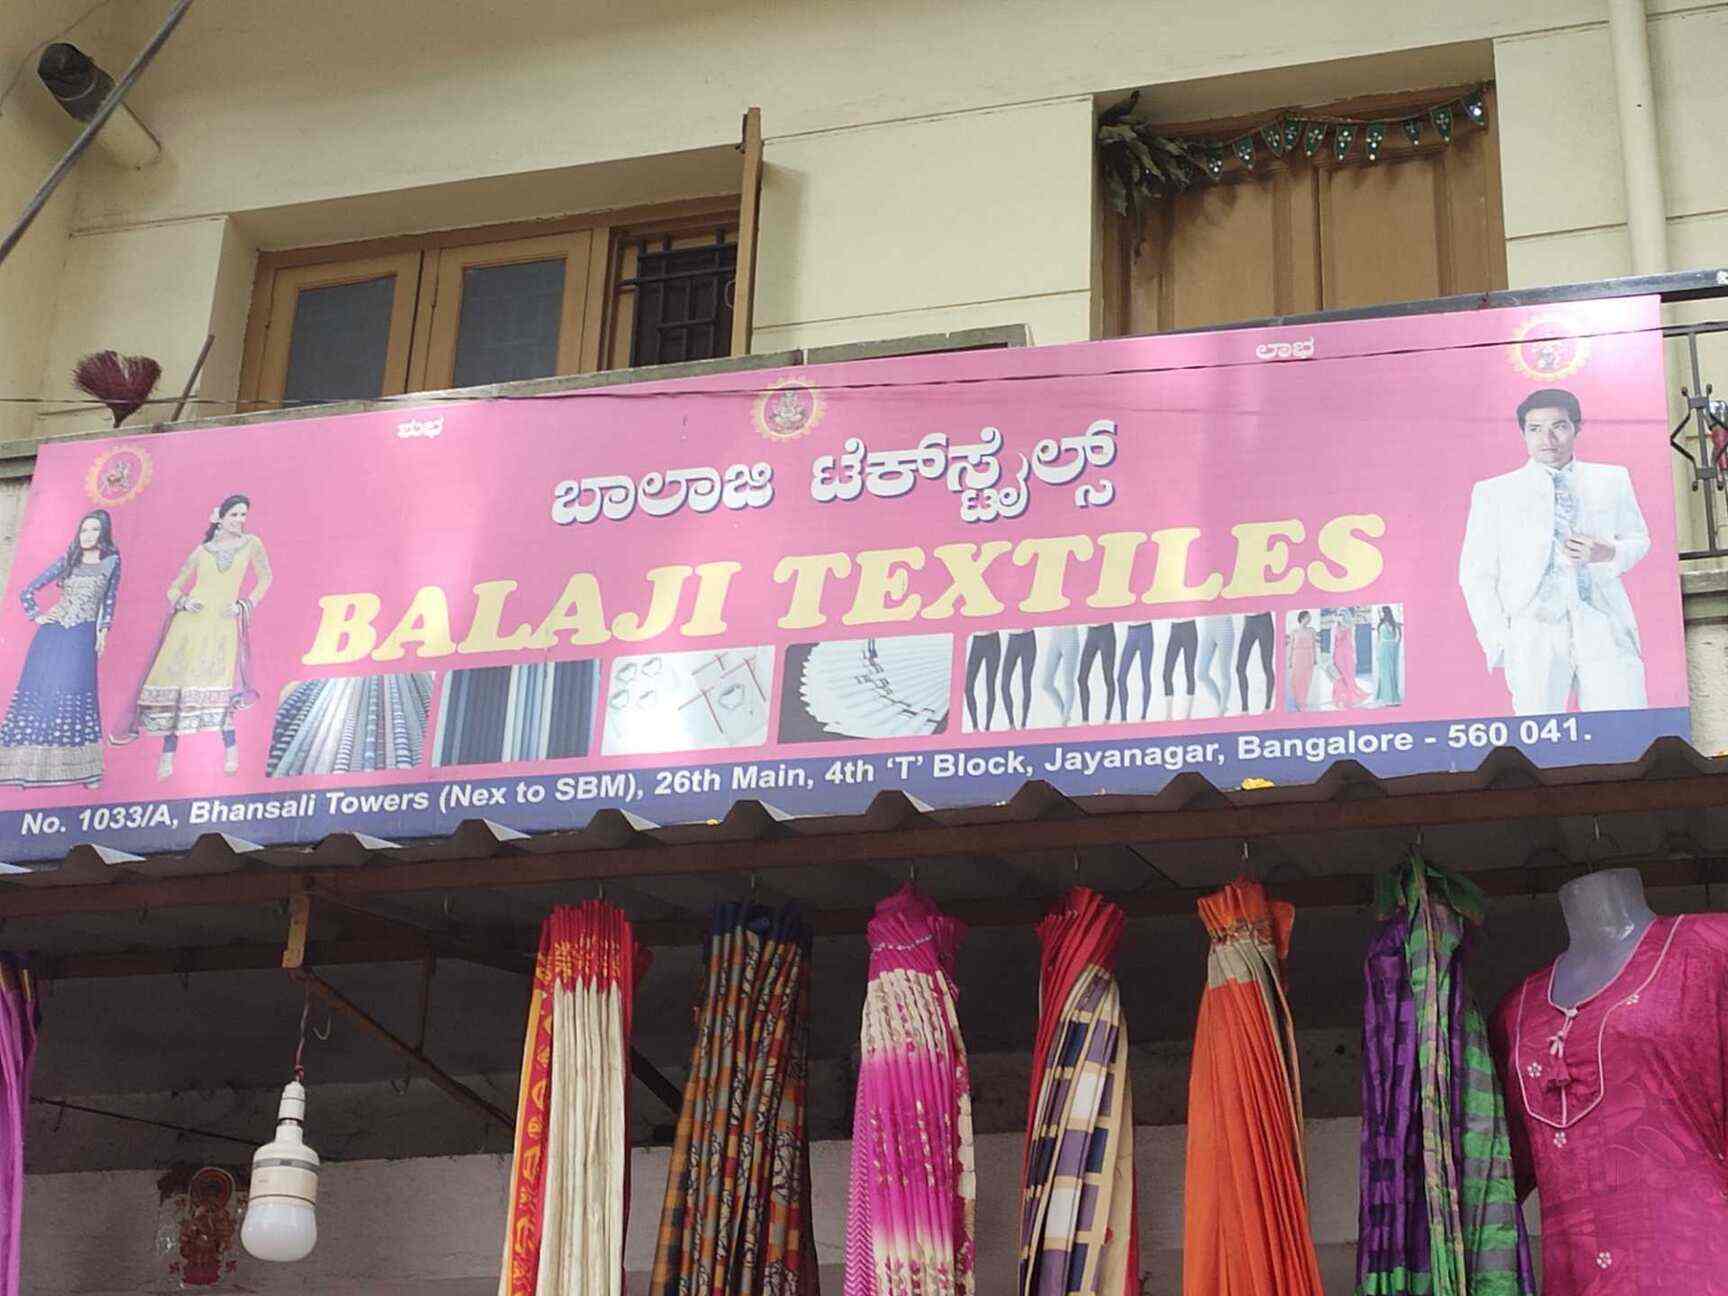 ಶುಭ ಲಾಭ
ಬಾಲಾಜಿ ಟೆಕ್‌ಸ್ಟೈಲ್ಸ್
BALAJI TEXTILES
No. 1033/A, Bhansali Towers (Nex to SBM), 26th Main, 4th ‘T’ Block, Jayanagar, Bangalore - 560 041.